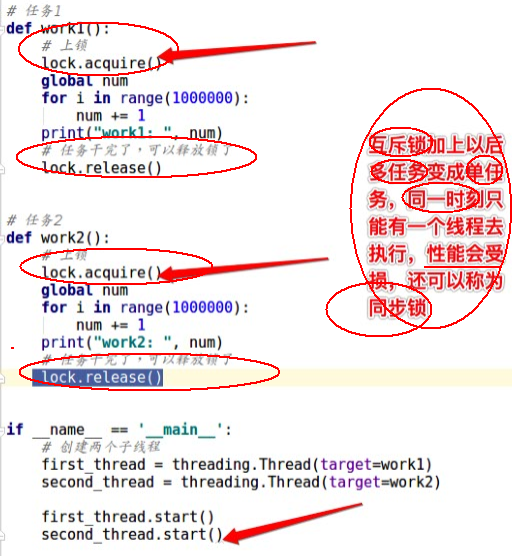 # 任务1
def work1():
# 上锁
lock.acquire()
global num
for i in range(1000000):
num += 1
print("work1: ", num)
# 任务干完了，可以释放锁了
lock.release()
# 任务2
def work2():
# 上锁
lock.acquire()
global num
for i in range(1000000):
num += 1
print("work2: ", num)
# 任务干完了，可以释放锁了
lock.release()
if __name__ == '__main__':
# 创建两个子线程
first_thread = threading.Thread(target=work1)
second_thread = threading.Thread(target=work2)
first_thread.start()
second_thread.start()
互斥锁加上以后
多任务变成单任
务，同一时刻只
能有一个线程去
执行，性能会受
损，还可以称为
同步锁